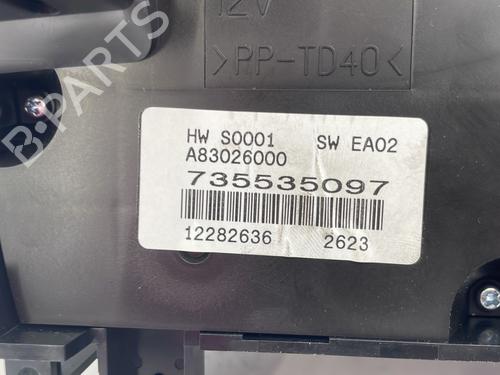 12V
>PP-TD40<
HW S0001 SW EA02
A83026000
735535097
12282636 2623
B-PARTS